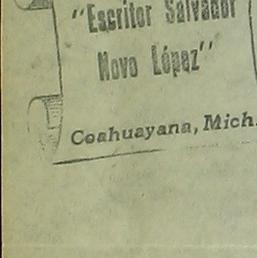 "Escritor Salvador
Novo López"
Coahuayana, Mich.